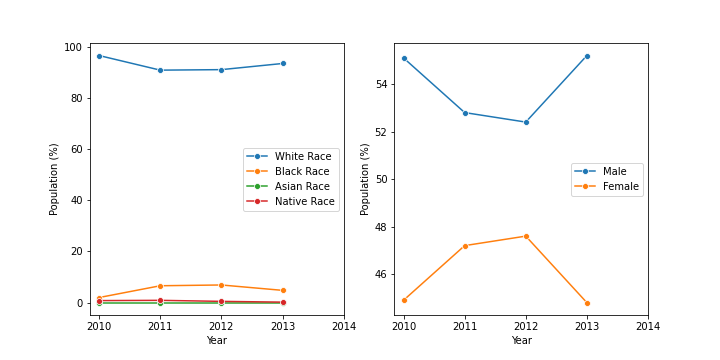 100
80
60
40
20
0
Population (%)
2010 2011 2012 2013 2014
Year
White Race
Black Race
Asian Race
Native Race
54
52
50
48
46
Population (%)
2010 2011 2012 2013 2014
Year
Male
Female